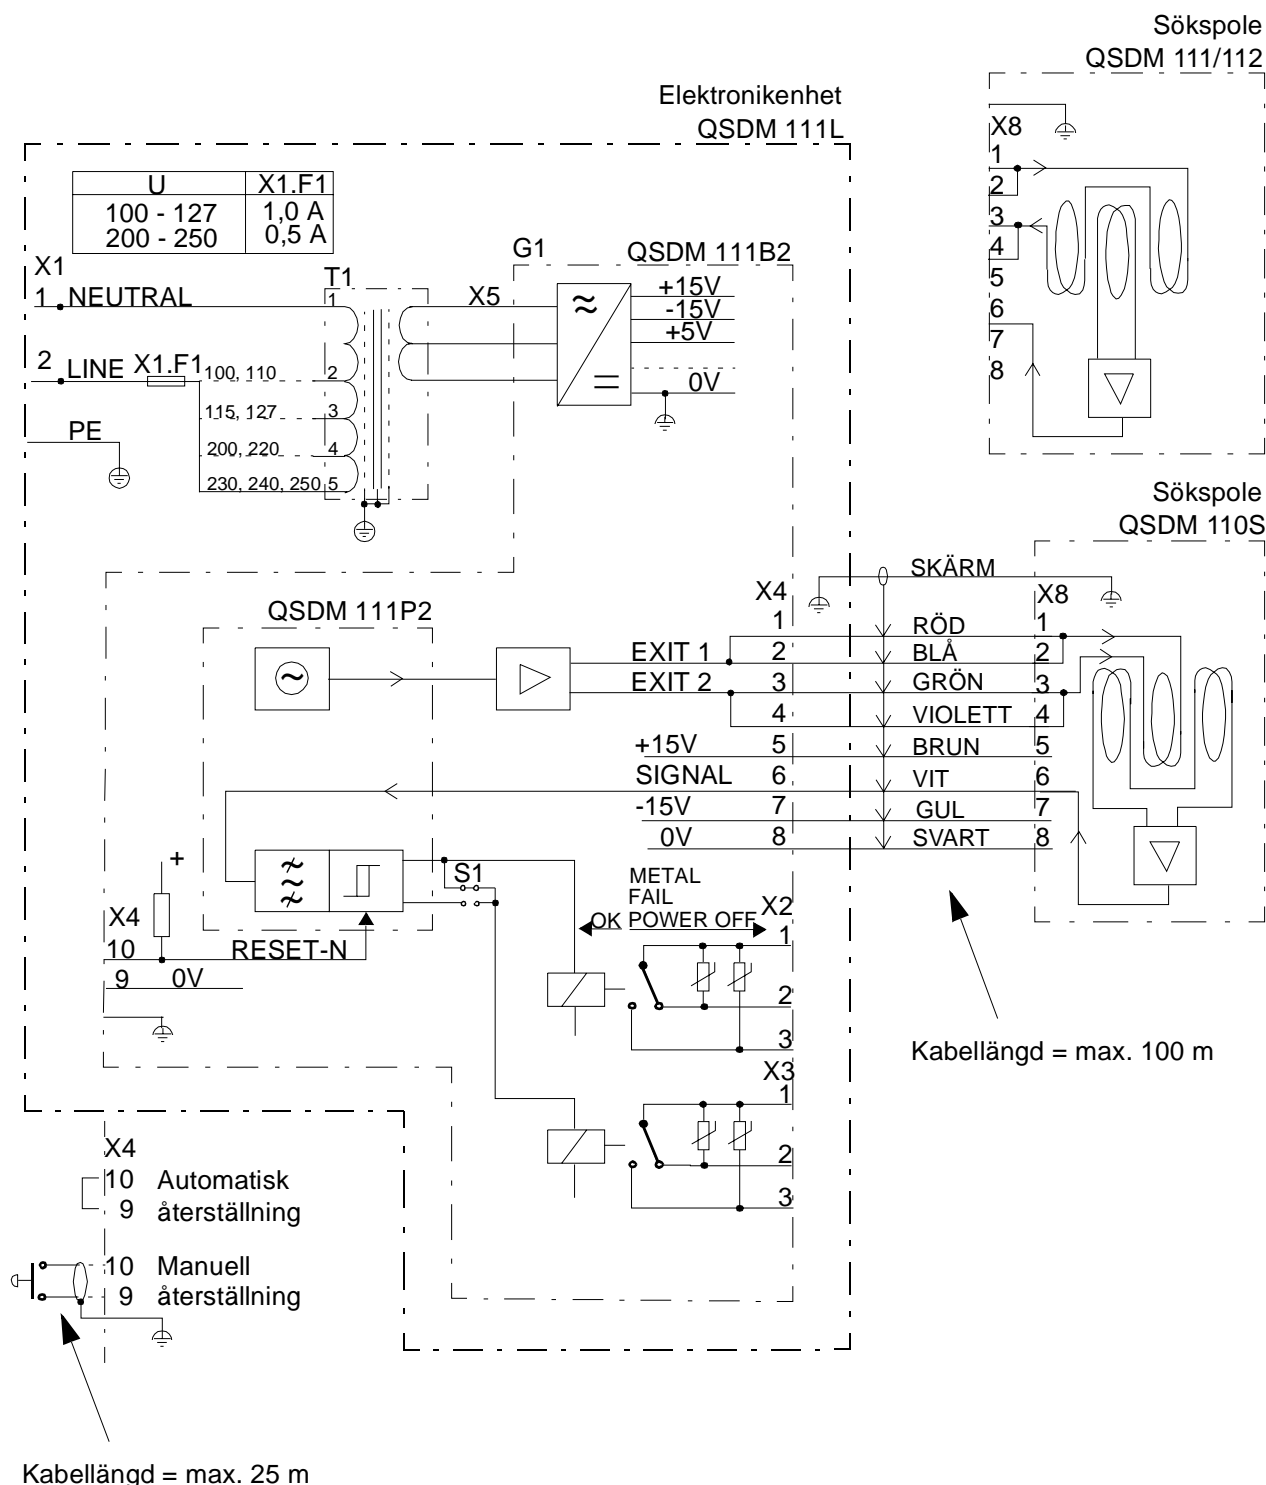 Sökspole
QSDM 111/112
X8
1
2
3
4
5
6
7
8
Elektronikenhet
QSDM 111L
U X1.F1
100 - 127 1,0 A
200 - 250 0,5 A
X1
1 NEUTRAL
2 LINE X1.F1
PE
100, 110
115, 127
200, 220
230, 240, 250
T1
1
2
3
4
5
X5
G1
QSDM 111B2
+15V
-15V
+5V
0V
Sökspole
QSDM 110S
QSDM 111P2
X4
SKÄRM
X8
1 RÖD 1
EXIT 1 2 BLÅ 2
EXIT 2 3 GRÖN 3
4 VIOLETT 4
+15V 5 BRUN 5
SIGNAL 6 VIT 6
-15V 7 GUL 7
0V 8 SVART 8
+
S1
X4
10 RESET-N
9 0V
METAL
FAIL
OK POWER OFF
X2
1
2
3
X3
1
2
3
Kabellängd = max. 100 m
X4
10 Automatisk
9 återställning
10 Manuell
9 återställning
Kabellängd = max. 25 m